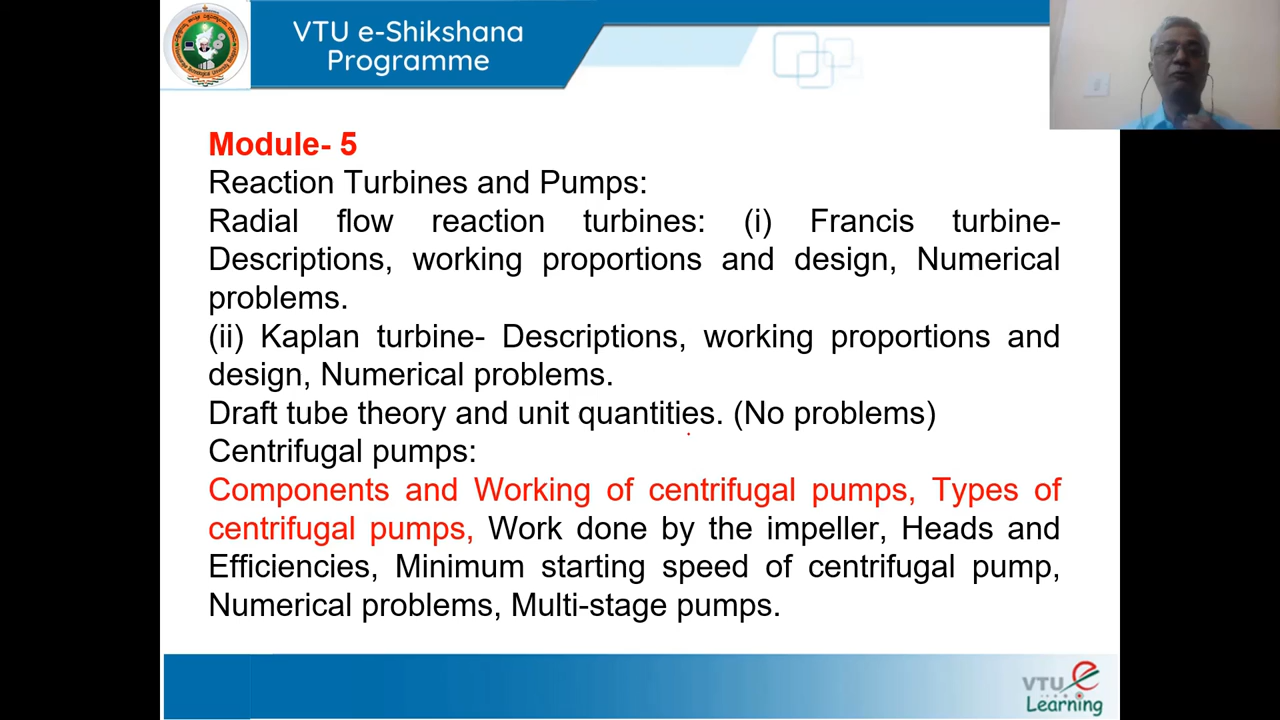 VTU e-Shikshana
Programme
Module- 5
Reaction Turbines and Pumps:
Radial flow reaction turbines: (i) Francis turbine-
Descriptions, working proportions and design, Numerical
problems.
(ii) Kaplan turbine- Descriptions, working proportions and
design, Numerical problems.
Draft tube theory and unit quantities. (No problems)
Centrifugal pumps:
Components and Working of centrifugal pumps, Types of
centrifugal pumps, Work done by the impeller, Heads and
Efficiencies, Minimum starting speed of centrifugal pump,
Numerical problems, Multi-stage pumps.
VTU e
Learning